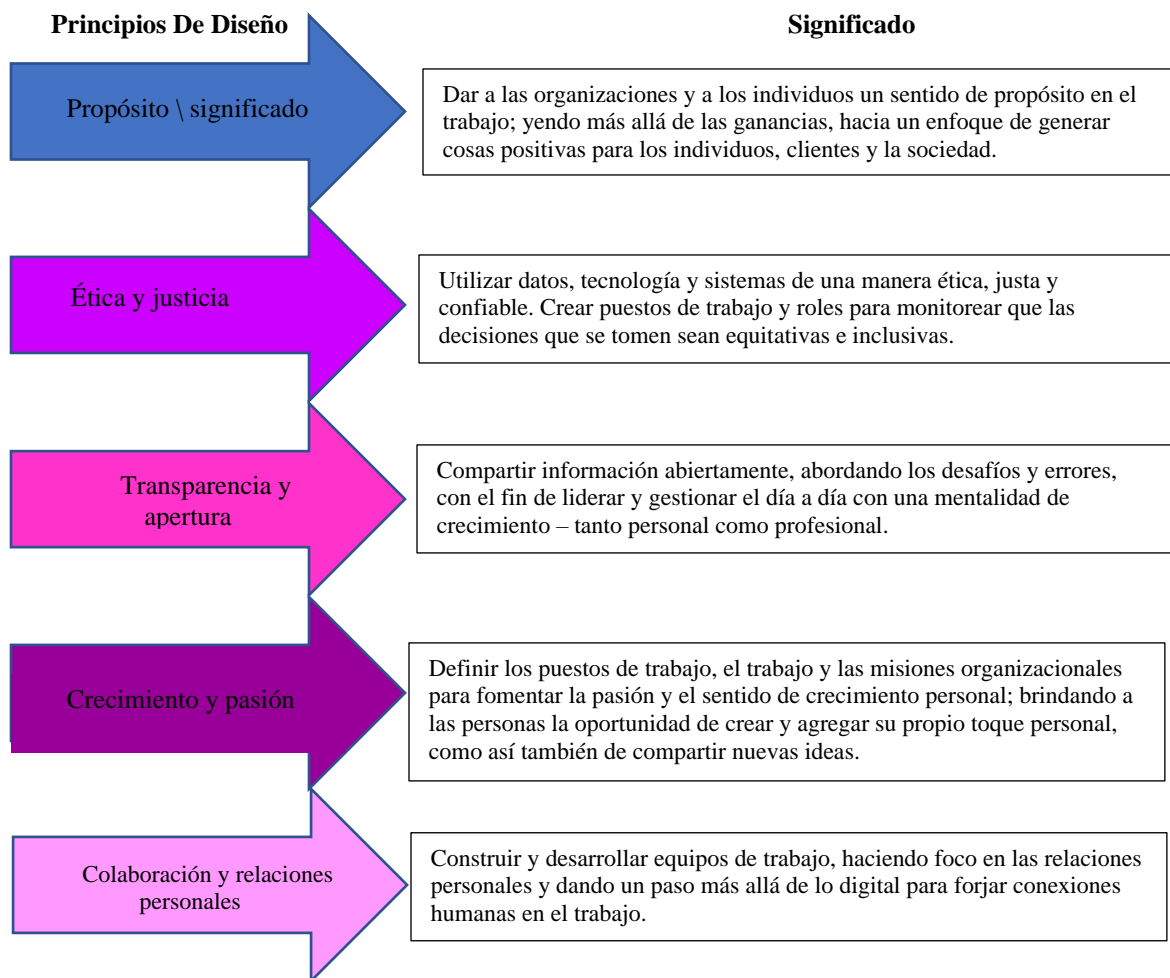 Principios De Diseño
Significado
Propósito \ significado
Dar a las organizaciones y a los individuos un sentido de propósito en el
trabajo; yendo más allá de las ganancias, hacia un enfoque de generar
cosas positivas para los individuos, clientes y la sociedad.
Ética y justicia
Utilizar datos, tecnología y sistemas de una manera ética, justa y
confiable. Crear puestos de trabajo y roles para monitorear que las
decisiones que se tomen sean equitativas e inclusivas.
Transparencia y
apertura
Compartir información abiertamente, abordando los desafíos y errores,
con el fin de liderar y gestionar el día a día con una mentalidad de
crecimiento – tanto personal como profesional.
Crecimiento y pasión
Definir los puestos de trabajo, el trabajo y las misiones organizacionales
para fomentar la pasión y el sentido de crecimiento personal; brindando a
las personas la oportunidad de crear y agregar su propio toque personal,
como así también de compartir nuevas ideas.
Colaboración y relaciones
personales
Construir y desarrollar equipos de trabajo, haciendo foco en las relaciones
personales y dando un paso más allá de lo digital para forjar conexiones
humanas en el trabajo.